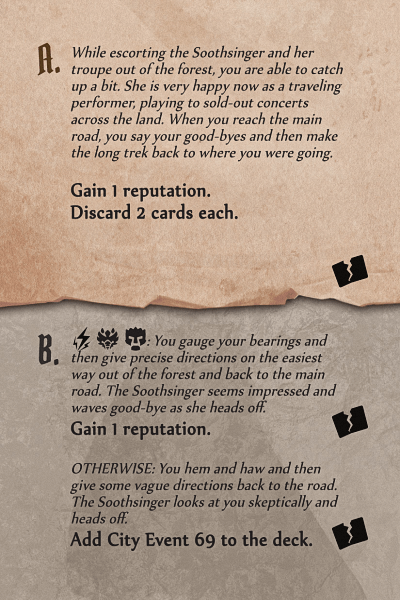 A. While escorting the Soothsinger and her
troupe out of the forest, you are able to catch
up a bit. She is very happy now as a traveling
performer, playing to sold-out concerts
across the land. When you reach the main
road, you say your good-byes and then make
the long trek back to where you were going.
Gain 1 reputation.
Discard 2 cards each.
B. : You gauge your bearings and
then give precise directions on the easiest
way out of the forest and back to the main
road. The Soothsinger seems impressed and
waves good-bye as she heads off.
Gain 1 reputation.
OTHERWISE: You hem and haw and then
give some vague directions back to the road.
The Soothsinger looks at you skeptically and
heads off.
Add City Event 69 to the deck.